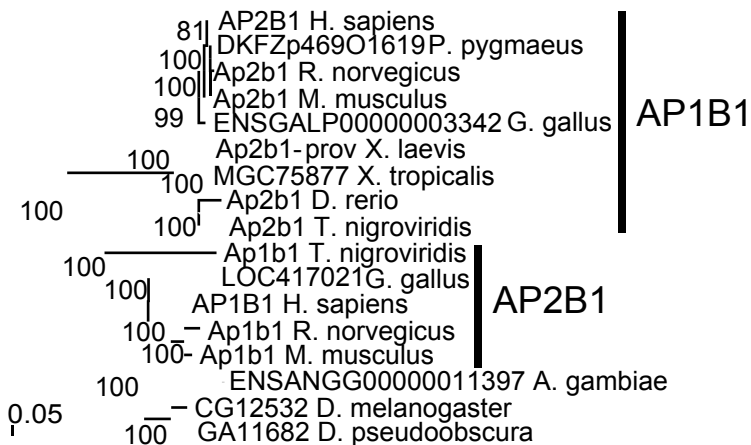 AP2B1 H. sapiens
81
DKFZp469O1619P. pygmaeus
100
Ap2b1 R. norvegicus
100
Ap2b1 M. musculus
AP1B1
99
ENSGALP00000003342 G. gallus
Ap2b1-prov X. laevis
100
MGC75877 X. tropicalis
100
Ap2b1 D. rerio
100
Ap2b1 T. nigroviridis
100
Ap1b1 T. nigroviridis
100
LOC417021G. gallus
100
AP2B1
AP1B1 H. sapiens
Ap1b1 R. norvegicus
100
Ap1b1 M. musculus
100
ENSANGG00000011397 A. gambiae
100
CG12532 D. melanogaster
0.05
GA11682 D. pseudoobscura
100